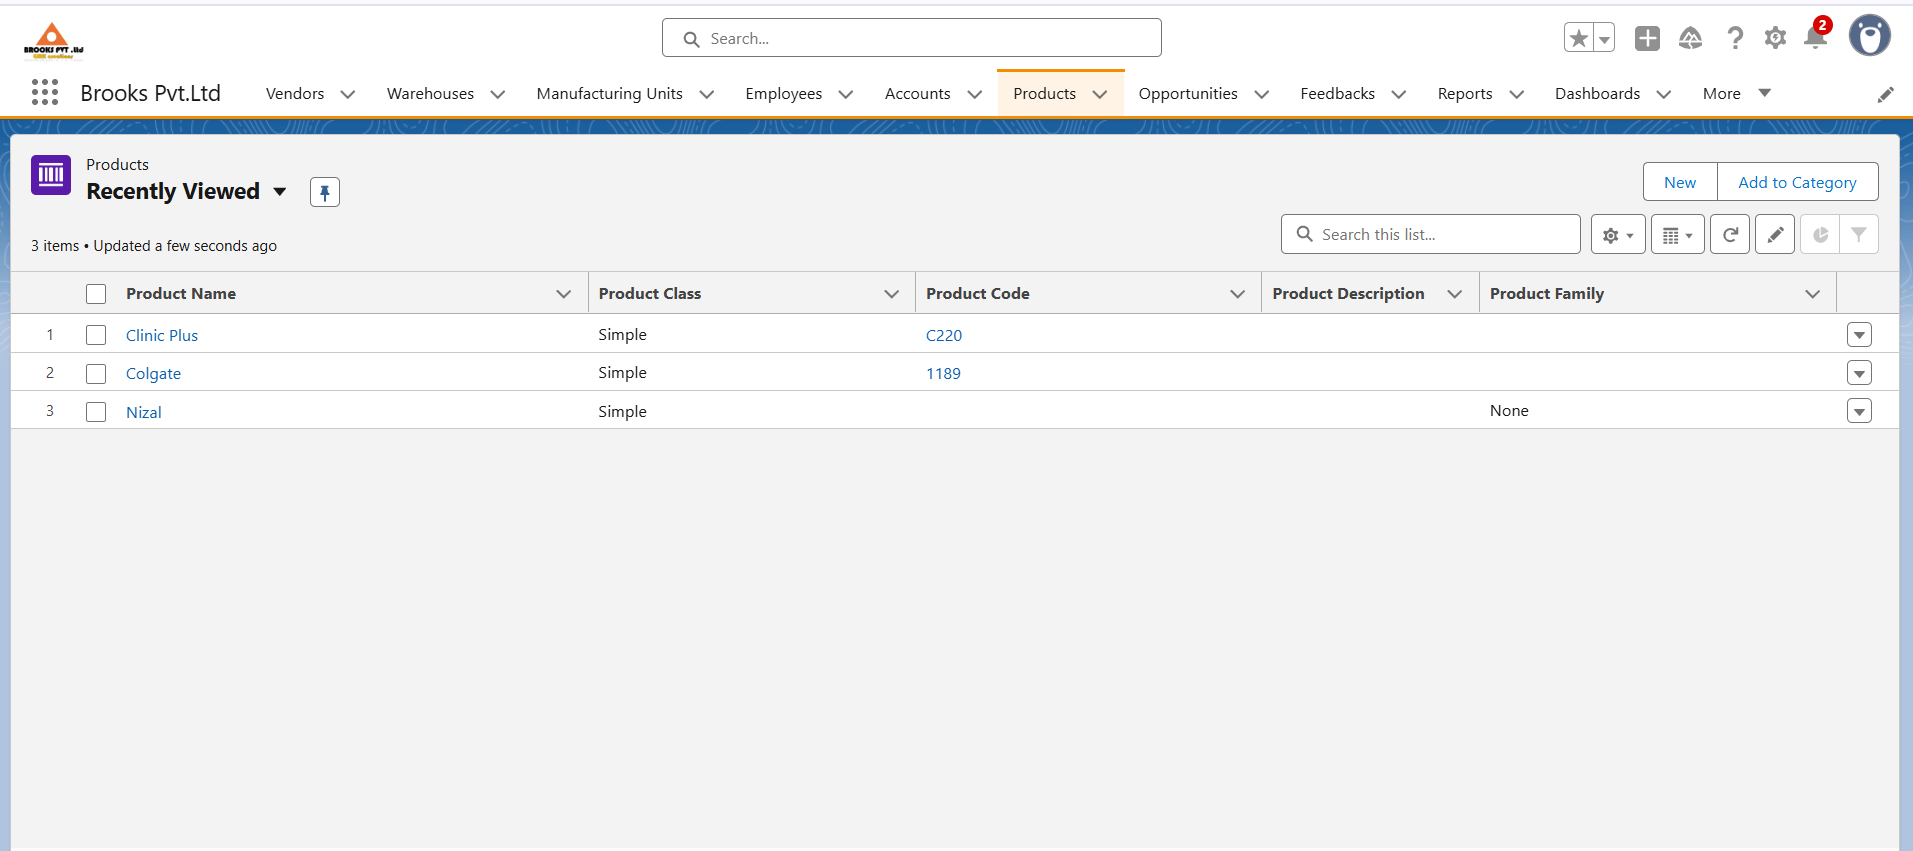 BROOKS PVT .ltd
Search...
2
Brooks Pvt.Ltd
Vendors
Warehouses
Manufacturing Units
Employees
Accounts
Products
Opportunities
Feedbacks
Reports
Dashboards
More
Products
Recently Viewed
New
Add to Category
3 items • Updated a few seconds ago
Search this list...
Product Name
Product Class
Product Code
Product Description
Product Family
1 Clinic Plus Simple C220
2 Colgate Simple 1189
3 Nizal Simple None